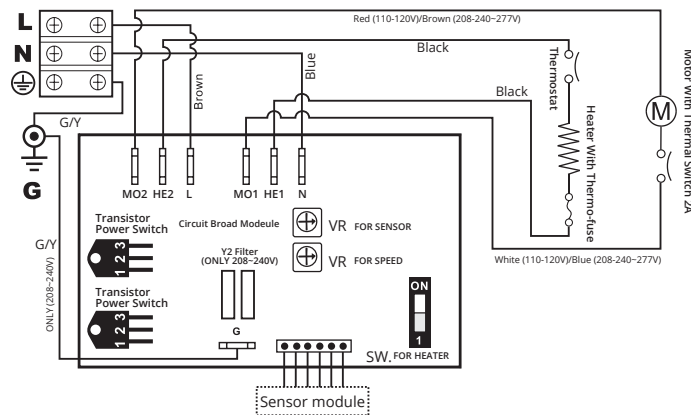 L
N
G
G/Y
Red (110-120V)/Brown (208-240~277V)
Black
Blue
Brown
Black
Thermostat
Heater With Thermo-fuse
M
Motor With Thermal Switch 2A
White (110-120V)/Blue (208-240~277V)
MO2 HE2 L MO1 HE1 N
Transistor
Power Switch
1 2 3
Circuit Broad Modeule
VR FOR SENSOR
VR FOR SPEED
Y2 Filter
(ONLY 208~240V)
G/Y
ONLY (208~240V)
Transistor
Power Switch
1 2 3
G
ON
1
SW. FOR HEATER
Sensor module